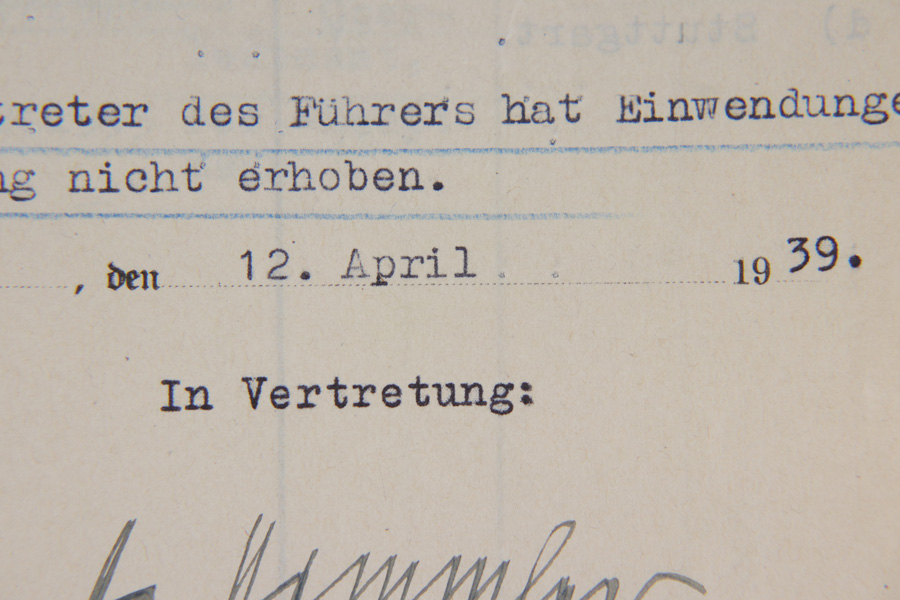 treter des Führers hat Einwendunge
ng nicht erhoben.
, den 12. April 1939.
In Vertretung: